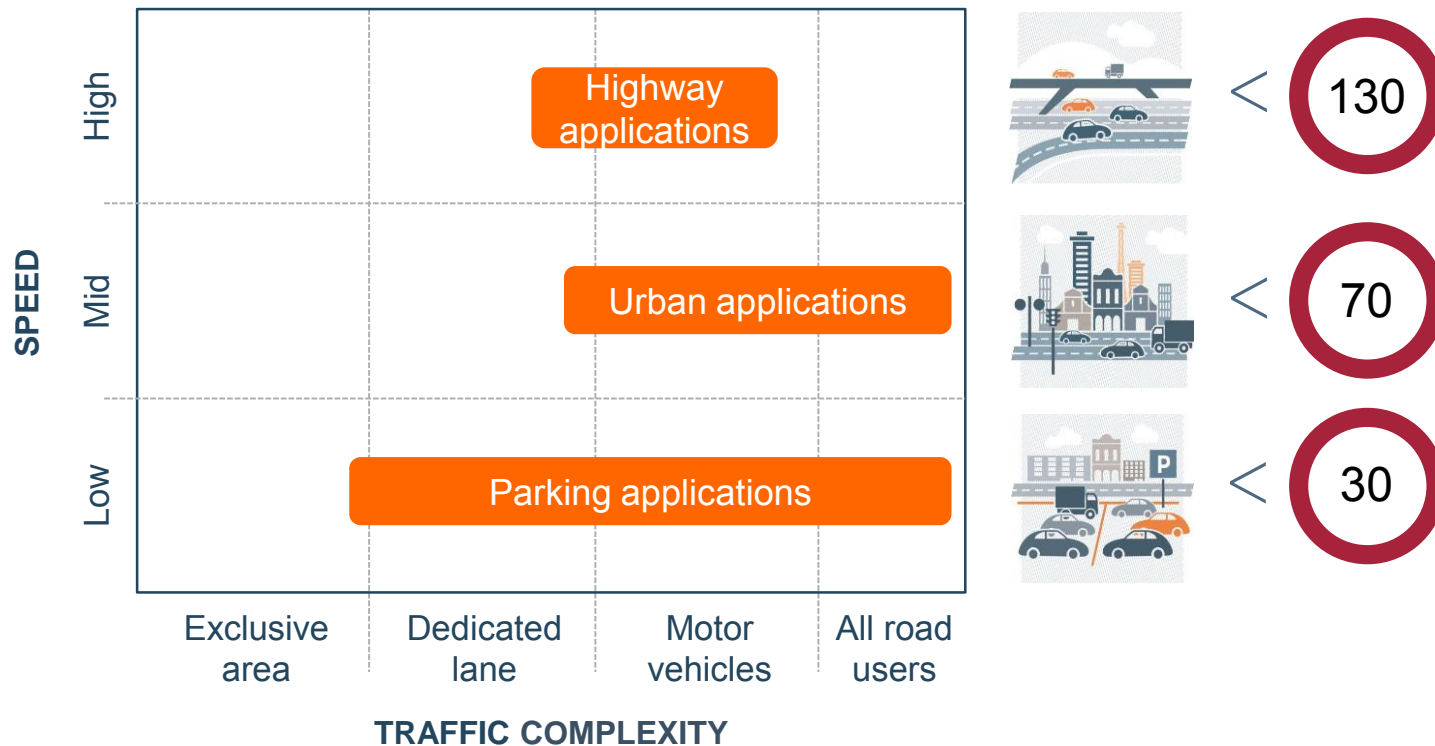 SPEED
High
Highway
applications
<
130
Mid
Urban applications
<
70
Low
Parking applications
P
<
30
Exclusive
area
Dedicated
lane
Motor
vehicles
All road
users
TRAFFIC COMPLEXITY